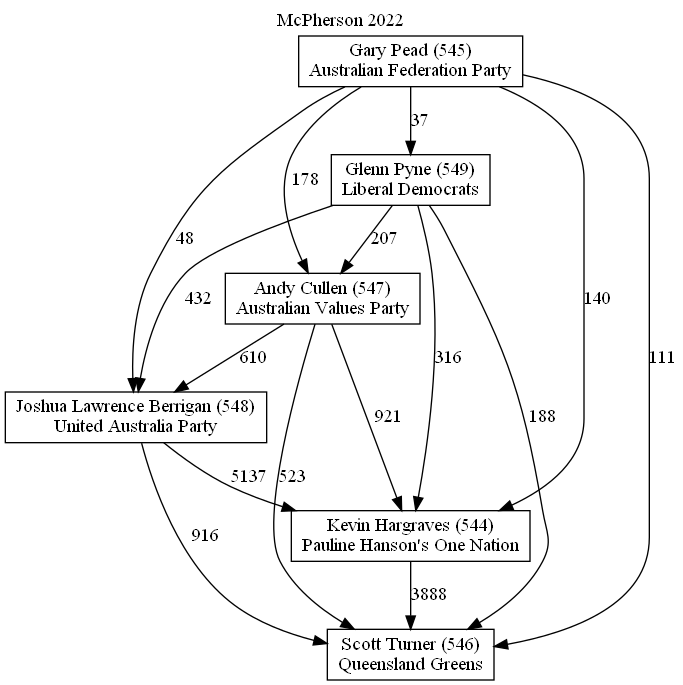 McPherson 2022
Gary Pead (545)
Australian Federation Party
37
Glenn Pyne (549)
Liberal Democrats
178
48
207
432
140
Andy Cullen (547)
Australian Values Party
610
316
111
921
188
Joshua Lawrence Berrigan (548)
United Australia Party
5137
523
916
Kevin Hargraves (544)
Pauline Hanson's One Nation
3888
Scott Turner (546)
Queensland Greens